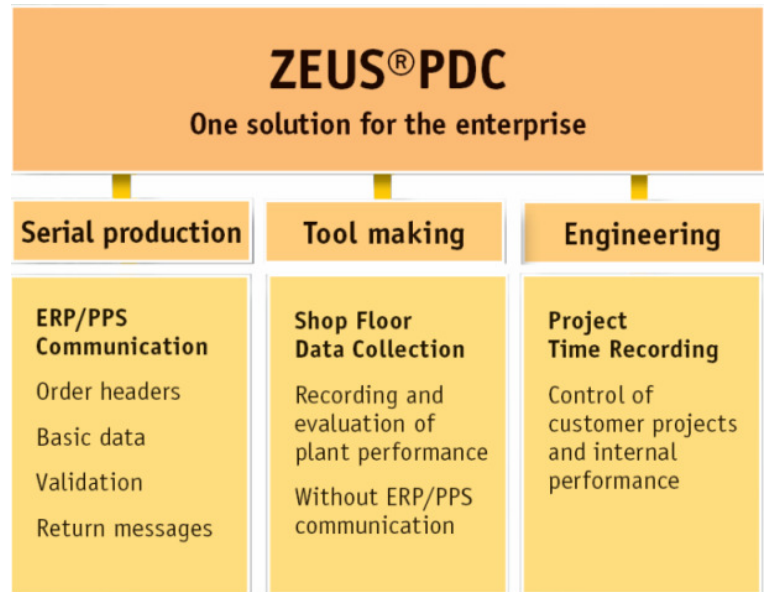 ZEUS®PDC
One solution for the enterprise
Serial production
Tool making
Engineering
ERP/PPS
Communication
Order headers
Basic data
Validation
Return messages
Shop Floor
Data Collection
Recording and
evaluation of
plant performance
Without ERP/PPS
communication
Project
Time Recording
Control of
customer projects
and internal
performance